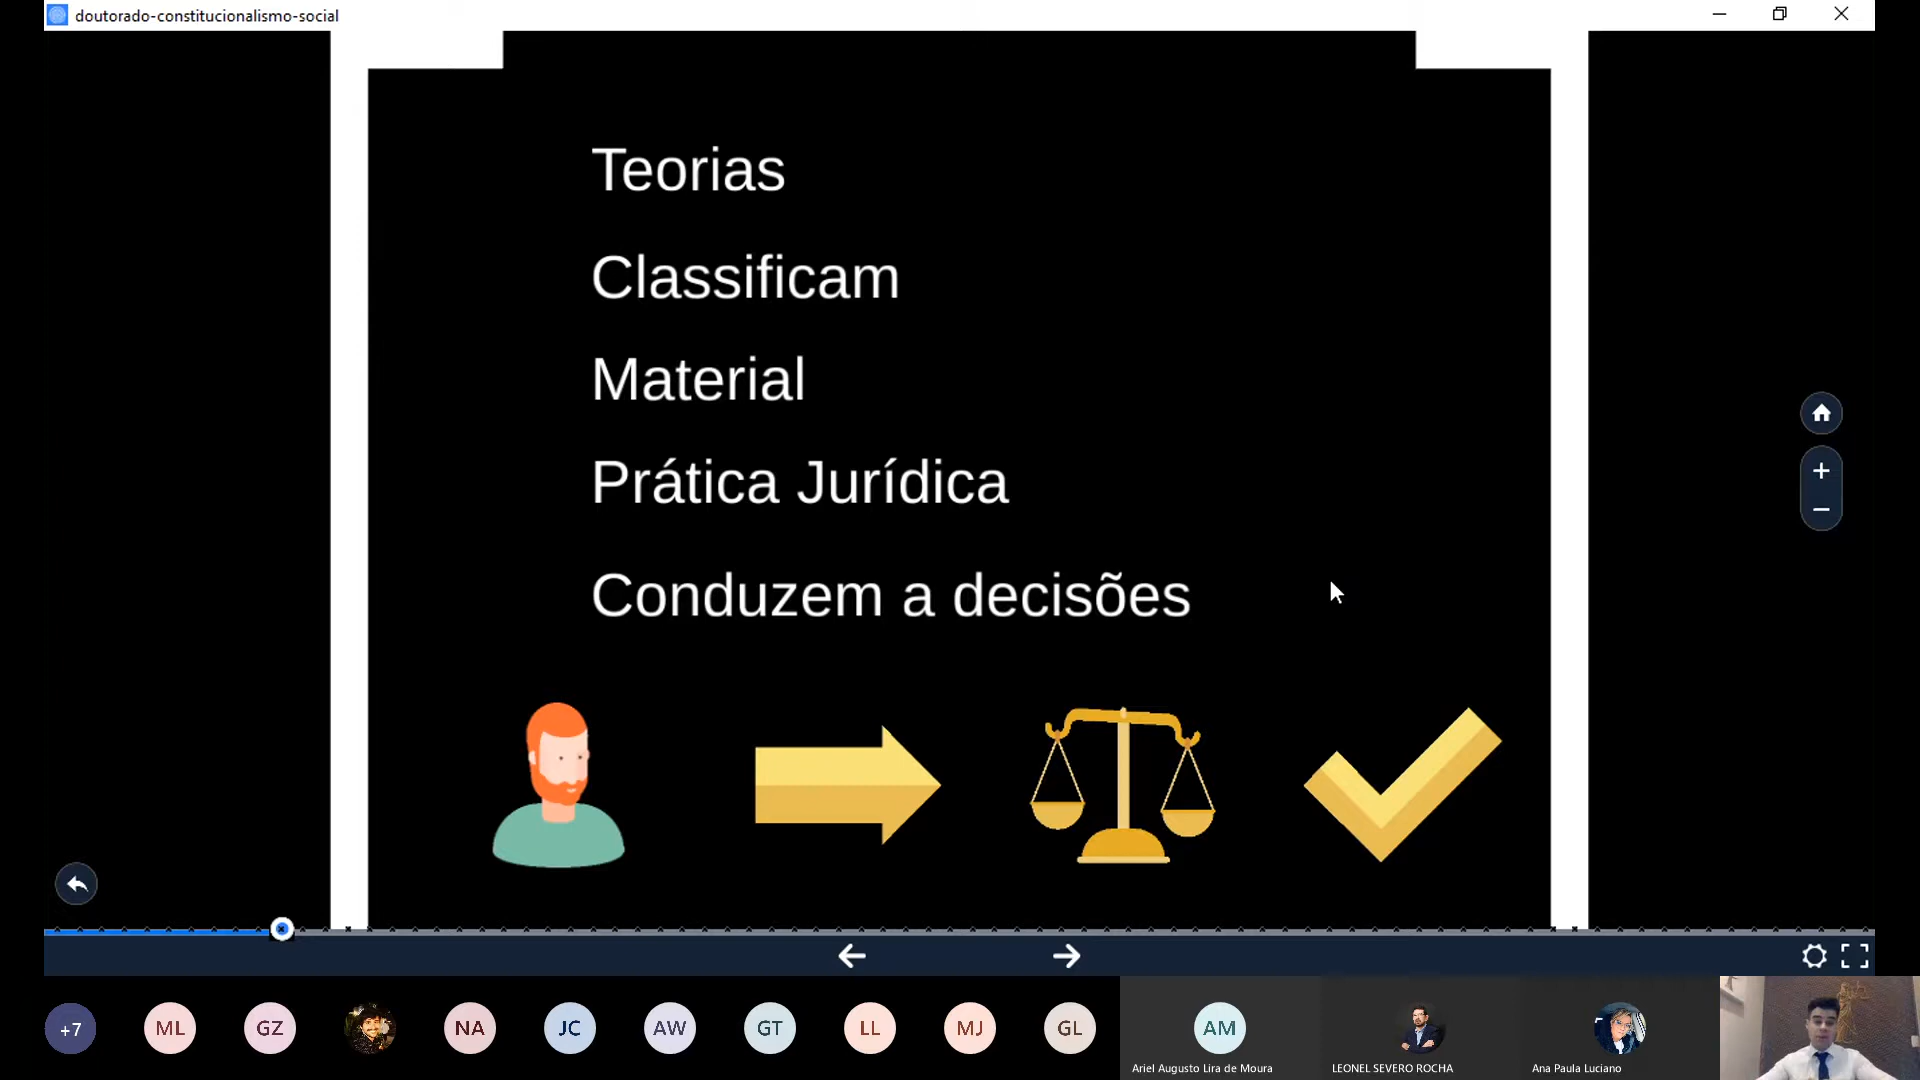 doutorado-constitucionalismo-social
Teorias
Classificam
Material
Prática Jurídica
Conduzem a decisões
+7
ML
GZ
NA
JC
AW
GT
LL
MJ
GL
AM
Ariel Augusto Lira de Moura
LEONEL SEVERO ROCHA
Ana Paula Luciano